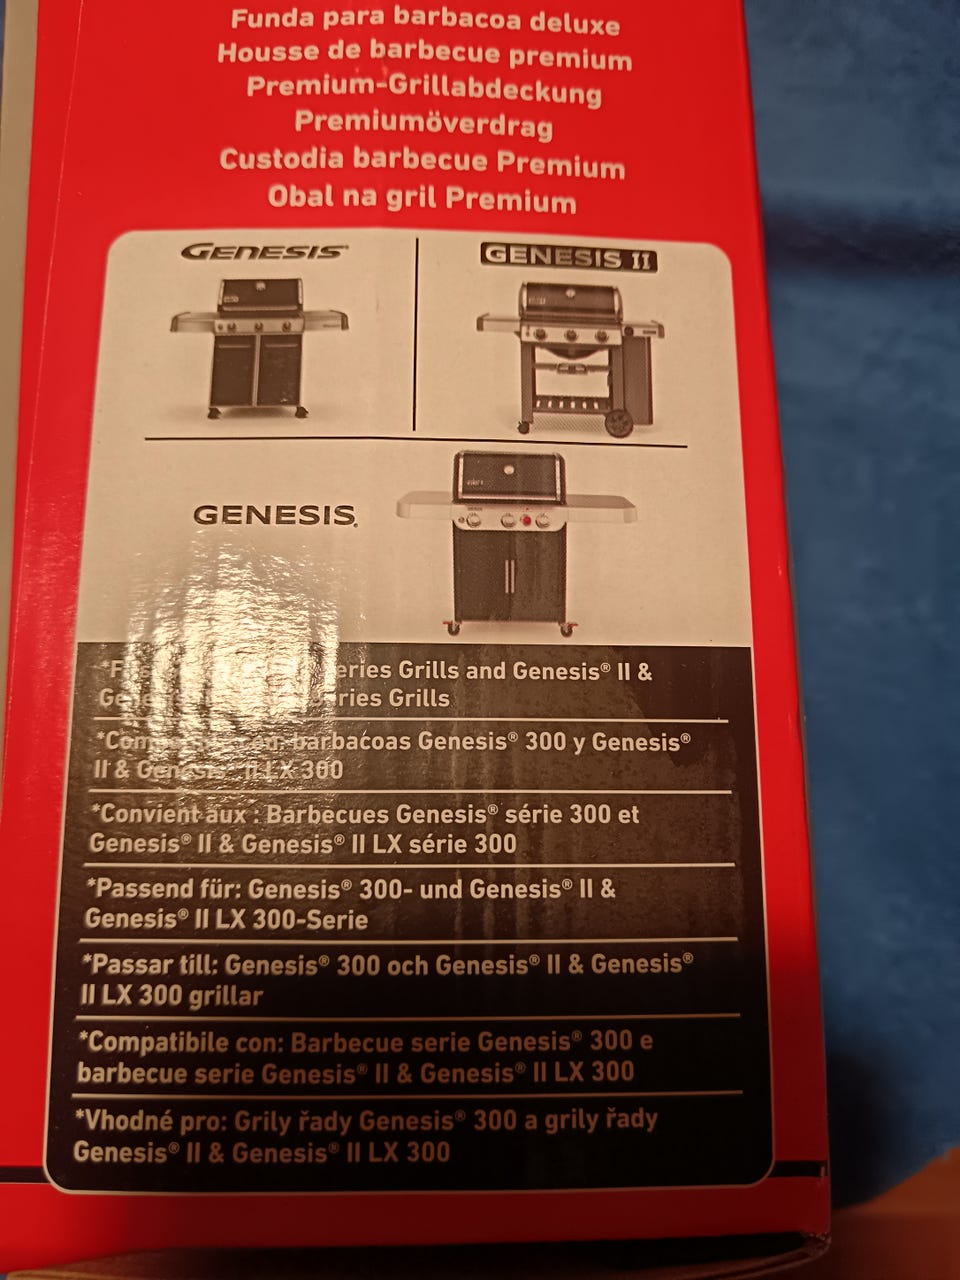 Funda para barbacoa deluxe
Housse de barbecue premium
Premium-Grillabdeckung
Premiumöverdrag
Custodia barbecue Premium
Obal na gril Premium
GENESIS®
GENESIS II
GENESIS®
Grills and Genesis® II &
Grills
barbacoas Genesis® 300 y Genesis®
II & Genesis® II LX 300
*Convient aux : Barbecues Genesis® série 300 et
Genesis® II & Genesis® II LX série 300
*Passend für: Genesis® 300- und Genesis® II &
Genesis® II LX 300-Serie
*Passar till: Genesis® 300 och Genesis® II & Genesis®
II LX 300 grillar
*Compatibile con: Barbecue serie Genesis® 300 e
barbecue serie Genesis® II & Genesis® II LX 300
*Vhodné pro: Grily řady Genesis® 300 a grily řady
Genesis® II & Genesis® II LX 300